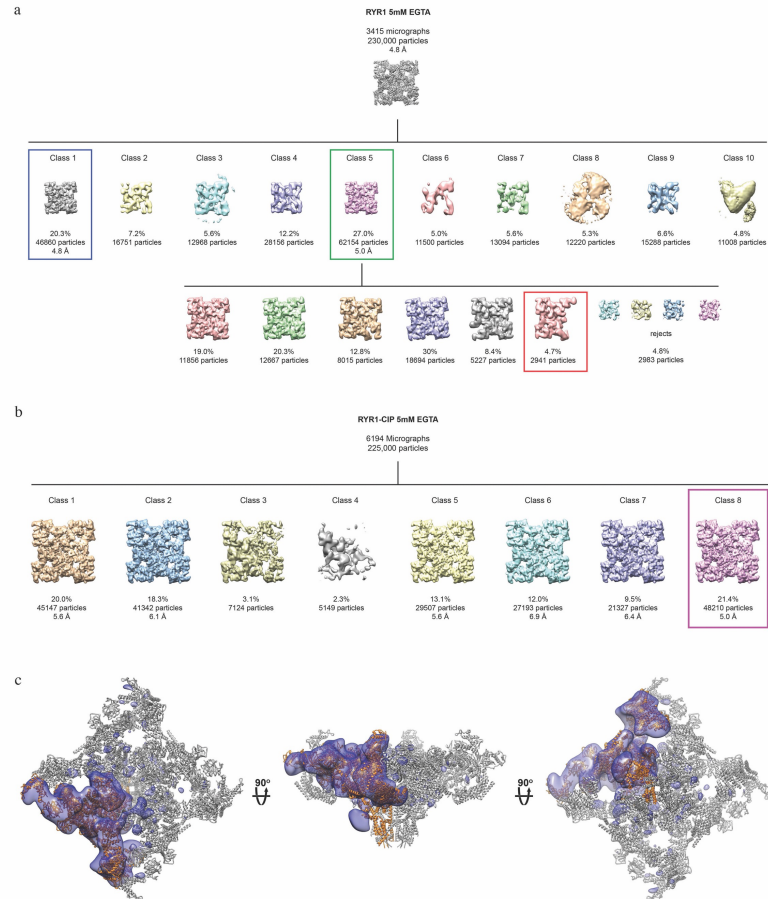 a
RYR1 5mM EGTA
3415 micrographs
230,000 particles
4.8 Å
Class 1 Class 2 Class 3 Class 4 Class 5 Class 6 Class 7 Class 8 Class 9 Class 10
20.3% 7.2% 5.6% 12.2% 27.0% 5.0% 5.6% 5.3% 6.6% 4.8%
46860 particles 16751 particles 12968 particles 28156 particles 62154 particles 11500 particles 13094 particles 12220 particles 15288 particles 11008 particles
4.8 Å 5.0 Å
rejects
19.0% 20.3% 12.8% 30% 8.4% 4.7% 4.8%
11856 particles 12667 particles 8015 particles 18694 particles 5227 particles 2941 particles 2983 particles
b
RYR1-CIP 5mM EGTA
6194 Micrographs
225,000 particles
Class 1 Class 2 Class 3 Class 4 Class 5 Class 6 Class 7 Class 8
20.0% 18.3% 3.1% 2.3% 13.1% 12.0% 9.5% 21.4%
45147 particles 41342 particles 7124 particles 5149 particles 29507 particles 27193 particles 21327 particles 48210 particles
5.6 Å 6.1 Å 5.6 Å 6.9 Å 6.4 Å 5.0 Å
c
90º 90º